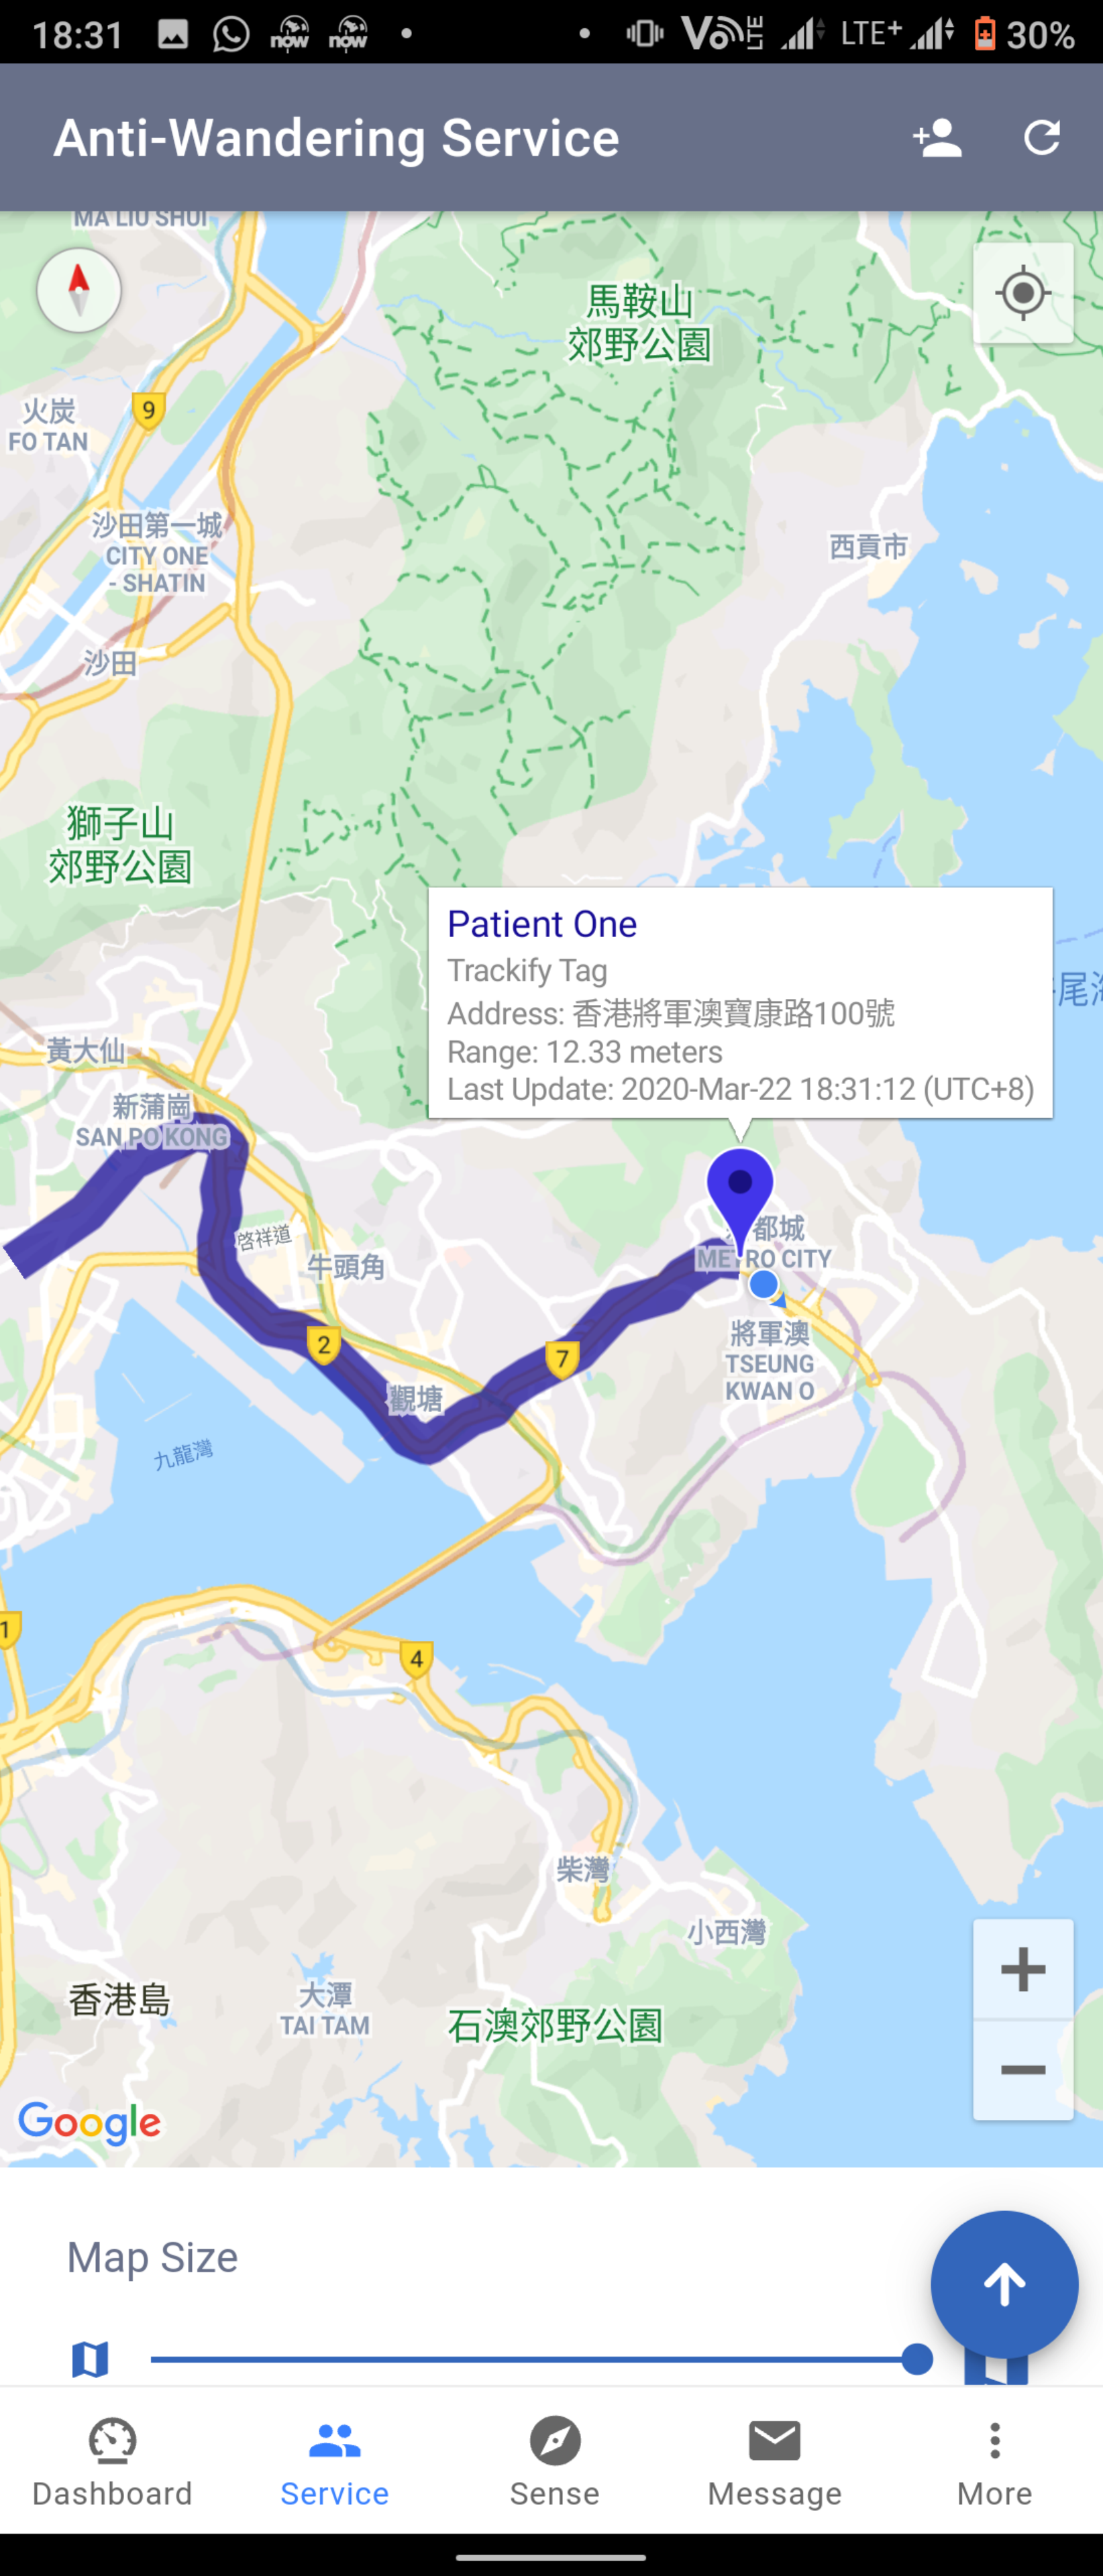 18:31
now
now
VoLTE
LTE+
30%
Anti-Wandering Service
MA LIU SHUI
馬鞍山
郊野公園
9
火炭
FO TAN
沙田第一城
CITY ONE
- SHATIN
西貢市
沙田
獅子山
郊野公園
Patient One
Trackify Tag
Address: 香港將軍澳寶康路100號
Range: 12.33 meters
Last Update: 2020-Mar-22 18:31:12 (UTC+8)
尾
黃大仙
新蒲崗
SAN PO KONG
啓祥道
牛頭角
都城
METRO CITY
2
7
將軍澳
TSEUNG
KWAN O
觀塘
九龍灣
1
4
柴灣
小西灣
香港島
大潭
TAI TAM
石澳郊野公園
Google
Map Size
Dashboard
Service
Sense
Message
More